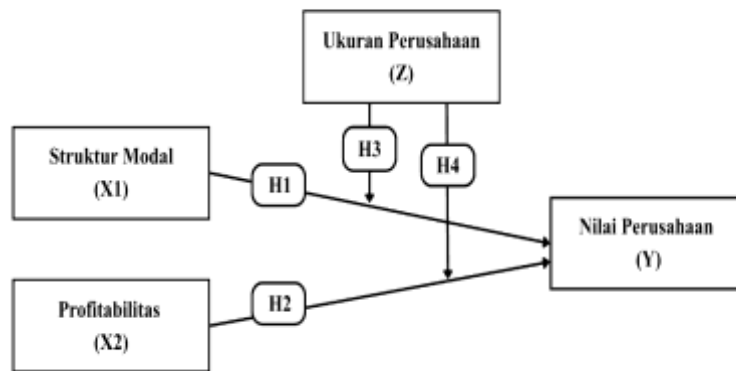 Ukuran Perusahaan
(Z)
H3
H4
Struktur Modal
(X1)
H1
Nilai Perusahaan
(Y)
H2
Profitabilitas
(X2)